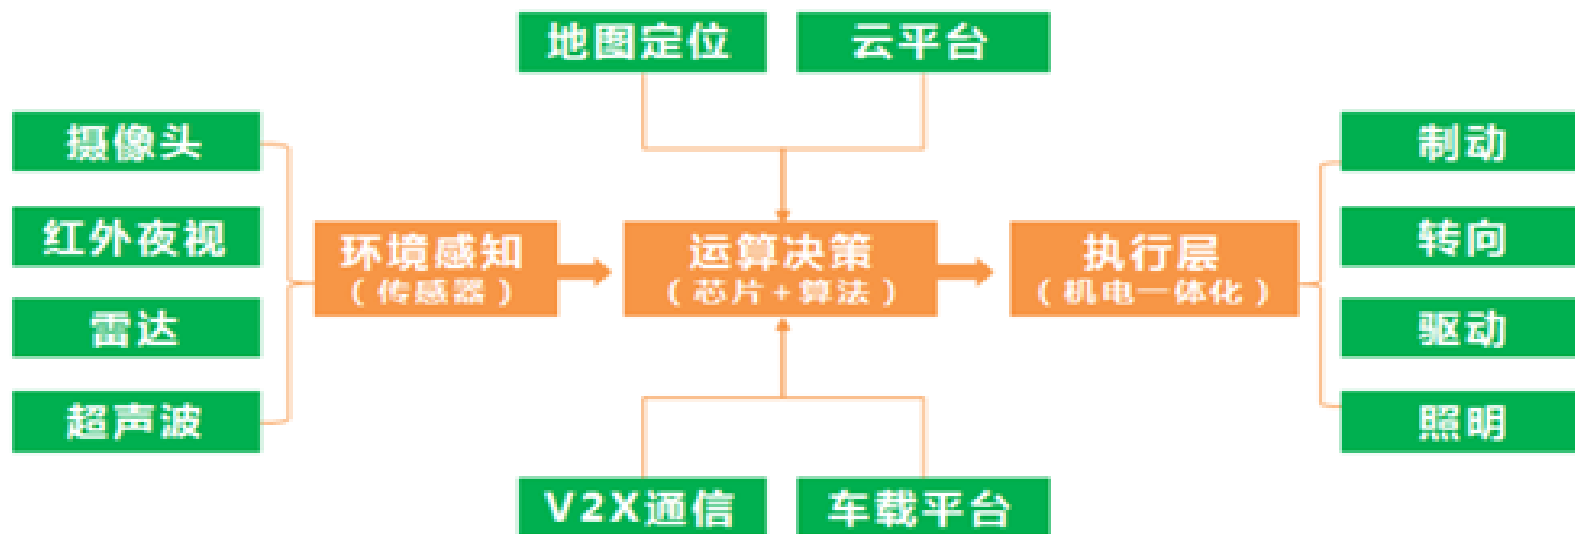 地图定位
云平台
摄像头
红外夜视
雷达
超声波
环境感知
（传感器）
运算决策
（芯片+算法）
执行层
（机电一体化）
制动
转向
驱动
照明
V2X通信
车载平台